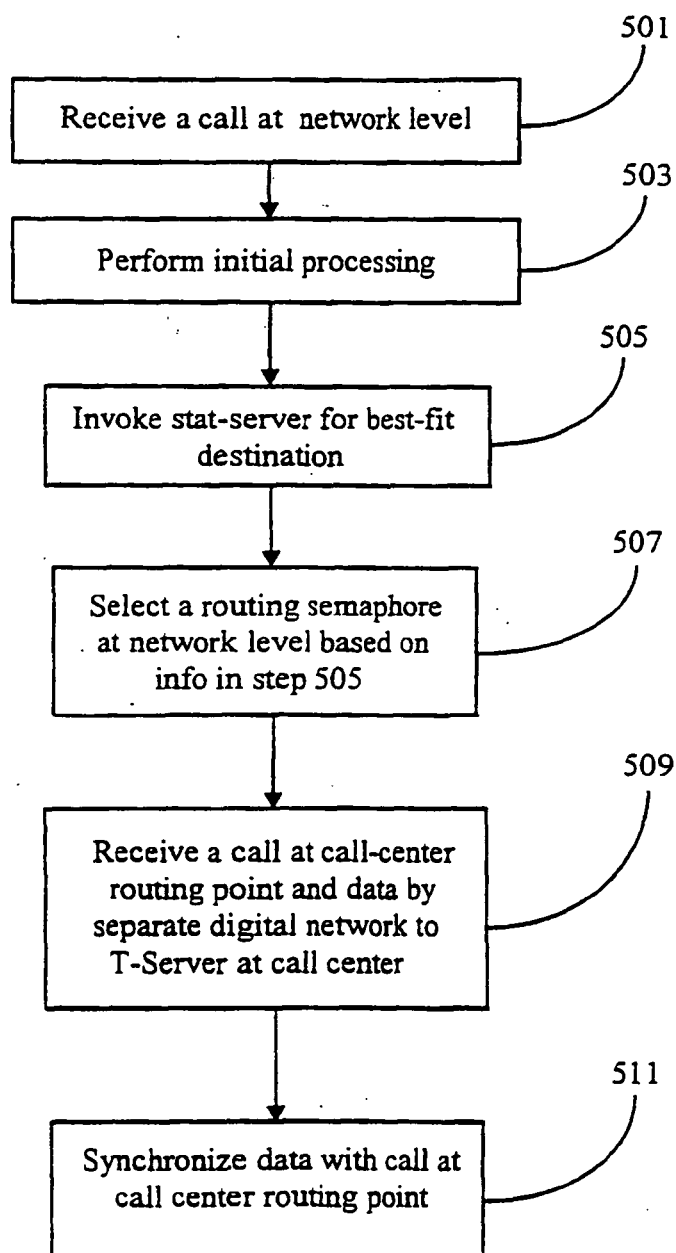 501
Receive a call at network level
503
Perform initial processing
505
Invoke stat-server for best-fit
destination
507
Select a routing semaphore
at network level based on
info in step 505
509
Receive a call at call-center
routing point and data by
separate digital network to
T-Server at call center
511
Synchronize data with call at
call center routing point